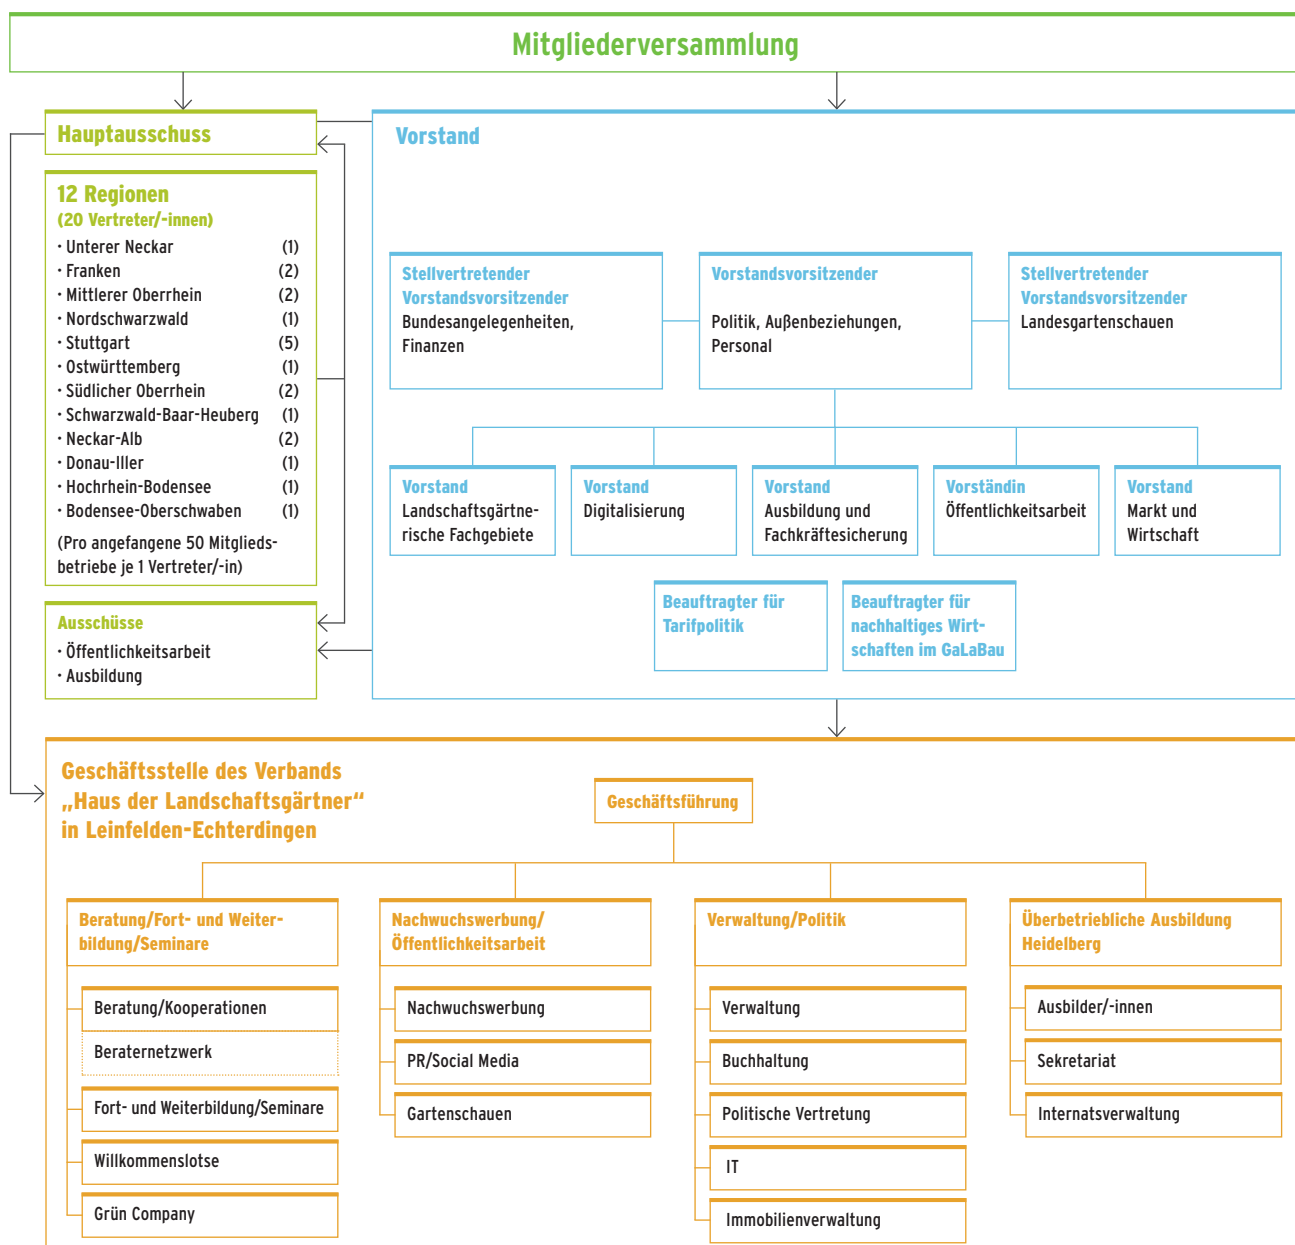 Mitgliederversammlung
Hauptausschuss
12 Regionen
(20 Vertreter/-innen)
· Unterer Neckar (1)
· Franken (2)
· Mittlerer Oberrhein (2)
· Nordschwarzwald (1)
· Stuttgart (5)
· Ostwürttemberg (1)
· Südlicher Oberrhein (2)
· Schwarzwald-Baar-Heuberg (1)
· Neckar-Alb (2)
· Donau-Iller (1)
· Hochrhein-Bodensee (1)
· Bodensee-Oberschwaben (1)
(Pro angefangene 50 Mitglieds-
betriebe je 1 Vertreter/-in)
Ausschüsse
· Öffentlichkeitsarbeit
· Ausbildung
Vorstand
Stellvertretender
Vorstandsvorsitzender
Bundesangelegenheiten,
Finanzen
Vorstandsvorsitzender
Politik, Außenbeziehungen,
Personal
Stellvertretender
Vorstandsvorsitzender
Landesgartenschauen
Vorstand
Landschaftsgärtne-
rische Fachgebiete
Vorstand
Digitalisierung
Vorstand
Ausbildung und
Fachkräftesicherung
Vorständin
Öffentlichkeitsarbeit
Vorstand
Markt und
Wirtschaft
Beauftragter für
Tarifpolitik
Beauftragter für
nachhaltiges Wirt-
schaften im GaLaBau
Geschäftsstelle des Verbands
„Haus der Landschaftsgärtner“
in Leinfelden-Echterdingen
Geschäftsführung
Beratung/Fort- und Weiter-
bildung/Seminare
Beratung/Kooperationen
Beraternetzwerk
Fort- und Weiterbildung/Seminare
Willkommenslotse
Grün Company
Nachwuchswerbung/
Öffentlichkeitsarbeit
Nachwuchswerbung
PR/Social Media
Gartenschauen
Verwaltung/Politik
Verwaltung
Buchhaltung
Politische Vertretung
IT
Immobilienverwaltung
Überbetriebliche Ausbildung
Heidelberg
Ausbilder/-innen
Sekretariat
Internatsverwaltung